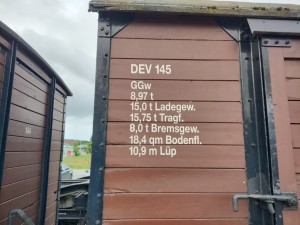 DEV 145
GGw
8,97 t
15,0 t Ladegew.
15,75 t Tragf.
8,0 t Bremsgew.
18,4 qm Bodenfl.
10,9 m Lüp